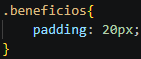 .beneficios{
    padding: 20px;
}